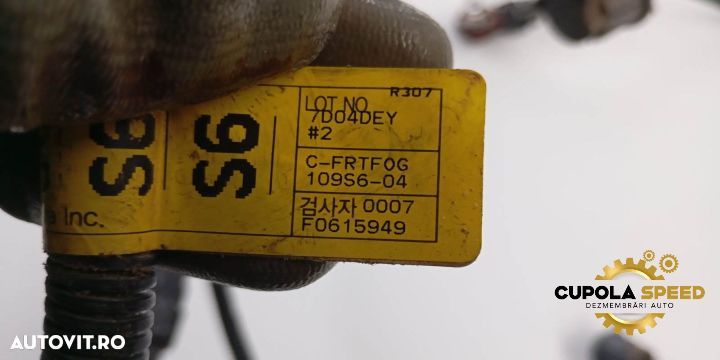 R307
LOT NO
7D04DEY
#2
C-FRTFOG
109S6-04
검사자 0007
F0615949
S6
S6
Inc.
CUPOLA SPEED
DEZMEMBRĂRI AUTO
AUTOVIT.RO